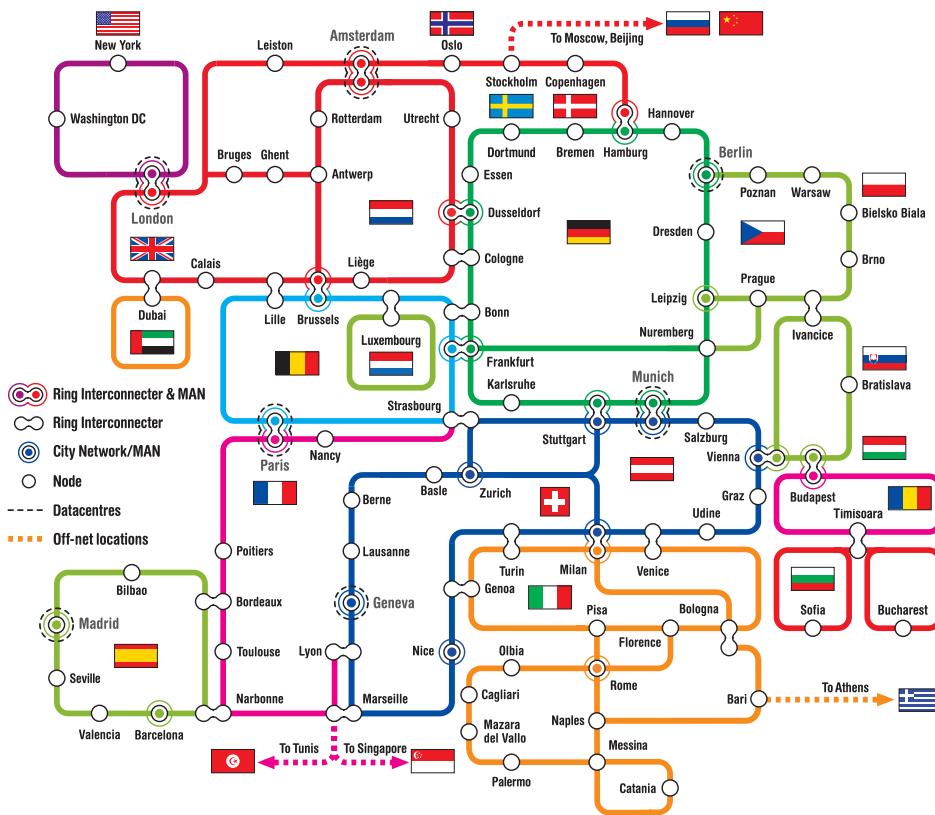 New York
Leiston
Amsterdam
Oslo
To Moscow, Beijing
Stockholm
Copenhagen
Washington DC
Rotterdam
Utrecht
Hannover
Dortmund
Bremen
Hamburg
Berlin
Bruges
Ghent
Antwerp
Essen
Poznan
Warsaw
London
Dusseldorf
Bielsko Biala
Dresden
Calais
Liège
Cologne
Brno
Dubai
Lille
Brussels
Leipzig
Prague
Luxembourg
Bonn
Nuremberg
Ivancice
Frankfurt
Karlsruhe
Munich
Bratislava
Ring Interconnecter & MAN
Strasbourg
Ring Interconnecter
Stuttgart
Salzburg
City Network/MAN
Paris
Nancy
Vienna
Node
Basle
Zurich
Budapest
Datacentres
Berne
Graz
Timisoara
Off-net locations
Udine
Poitiers
Lausanne
Turin
Milan
Venice
Bilbao
Genoa
Bordeaux
Geneva
Pisa
Bologna
Sofia
Bucharest
Madrid
Florence
Toulouse
Lyon
Nice
Olbia
Seville
Rome
Cagliari
To Athens
Narbonne
Marseille
Bari
Valencia
Barcelona
Mazara
del Vallo
Naples
To Tunis
To Singapore
Messina
Palermo
Catania